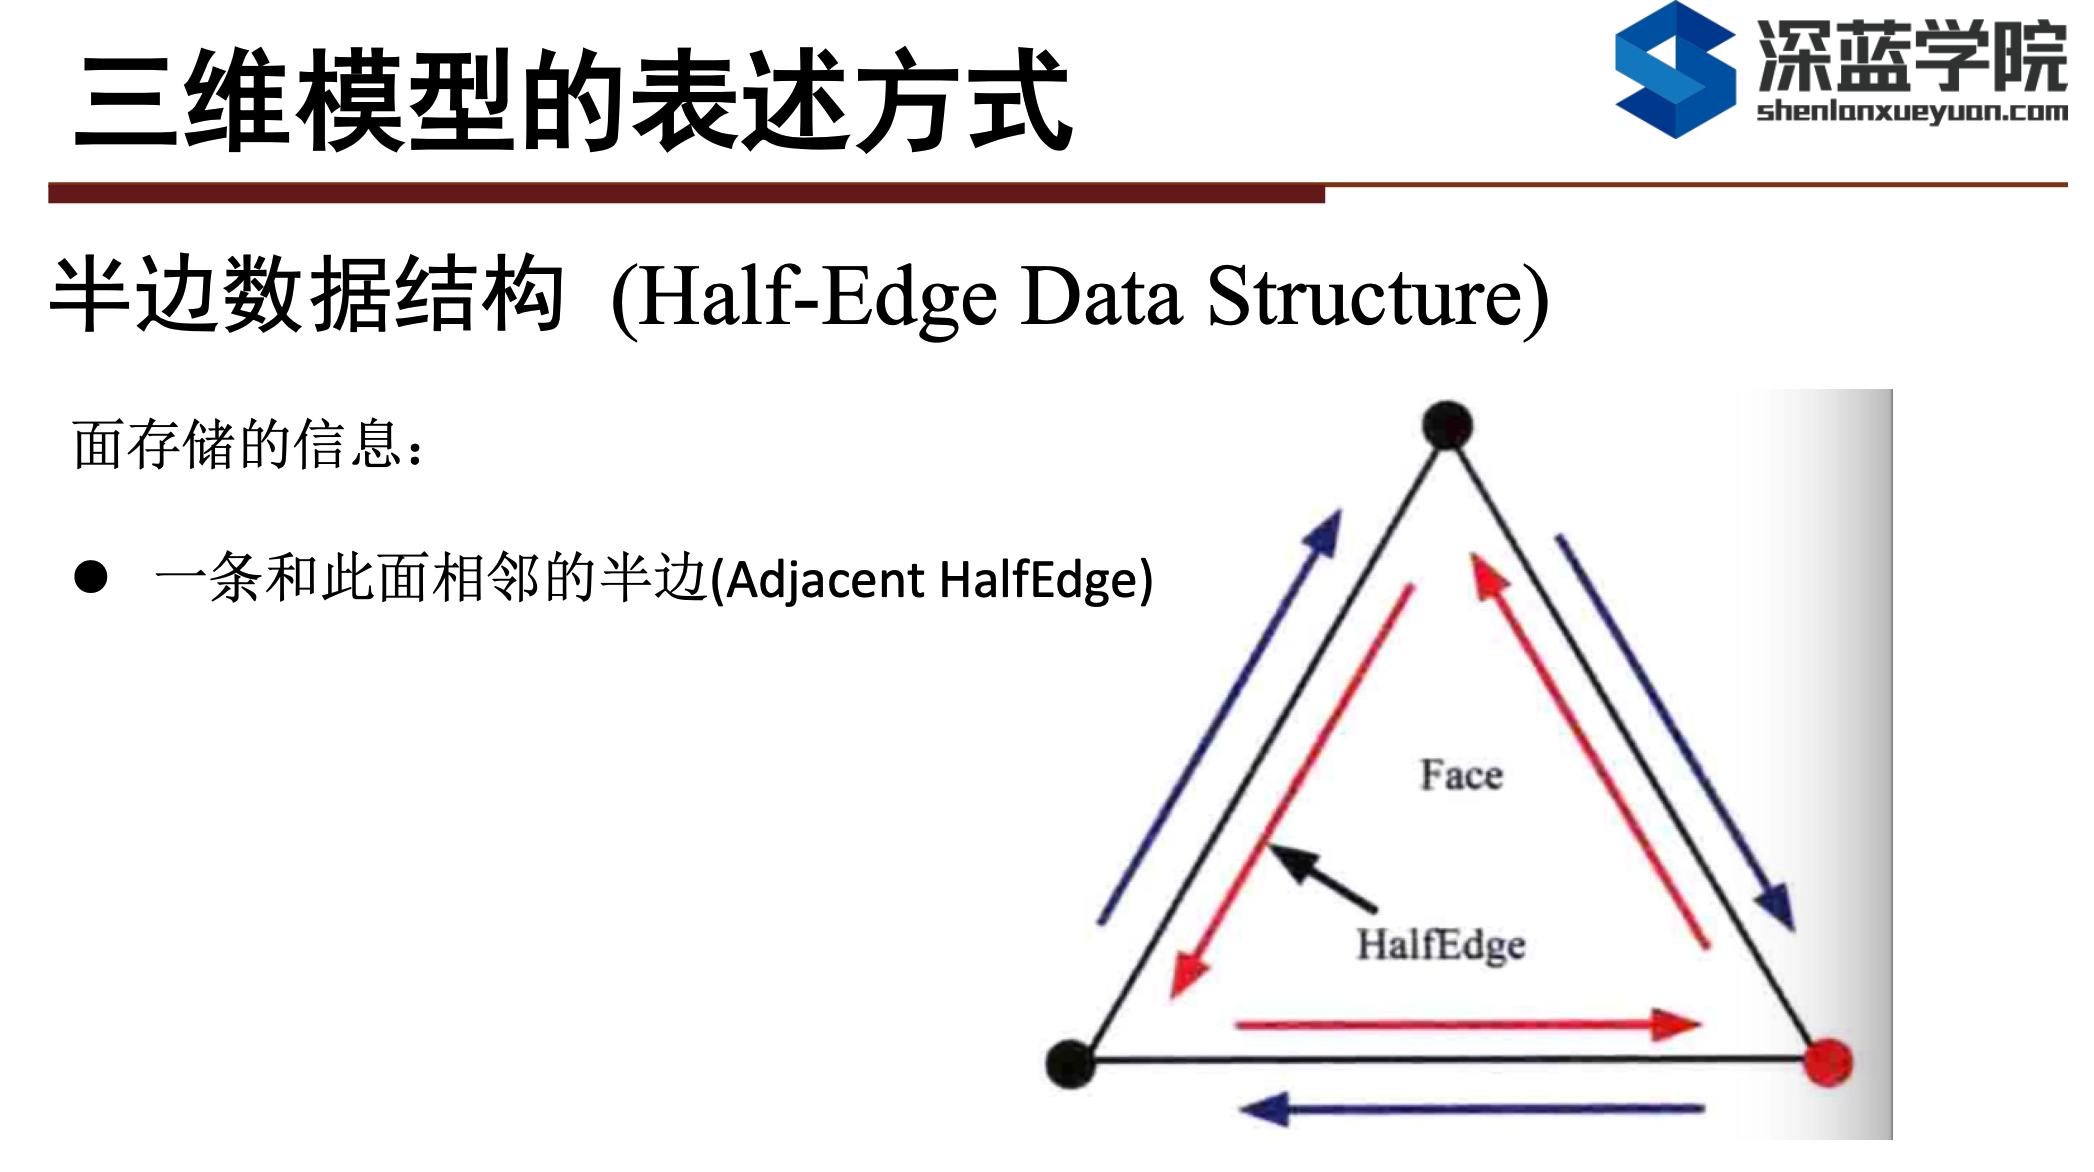 三维模型的表述方式
深蓝学院
shenlanxueyuan.com
半边数据结构 (Half-Edge Data Structure)
面存储的信息：
● 一条和此面相邻的半边(Adjacent HalfEdge)
Face
HalfEdge